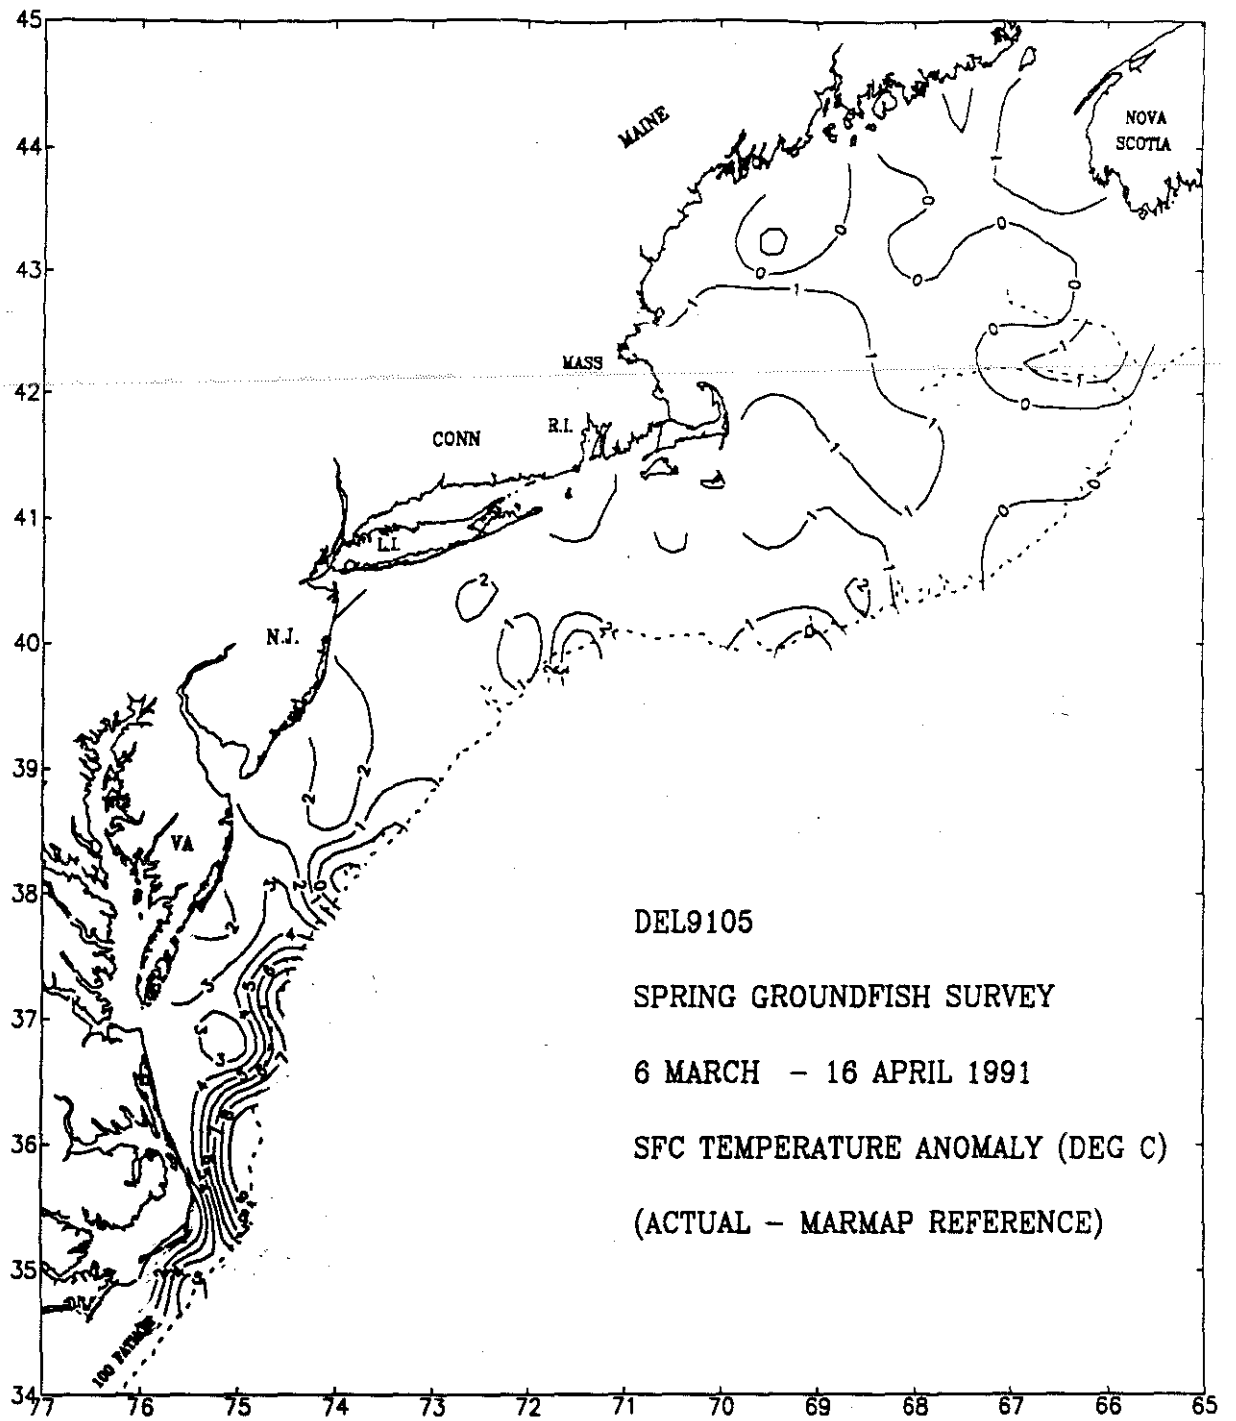 45
44
43
42
41
40
39
38
37
36
35
34
77
76
75
74
73
72
71
70
69
68
67
66
65
MAINE
NOVA
SCOTIA
MASS
R.I.
CONN
L.I.
N.J.
VA
100 FATHOM
DEL9105
SPRING GROUNDFISH SURVEY
6 MARCH - 16 APRIL 1991
SFC TEMPERATURE ANOMALY (DEG C)
(ACTUAL - MARMAP REFERENCE)